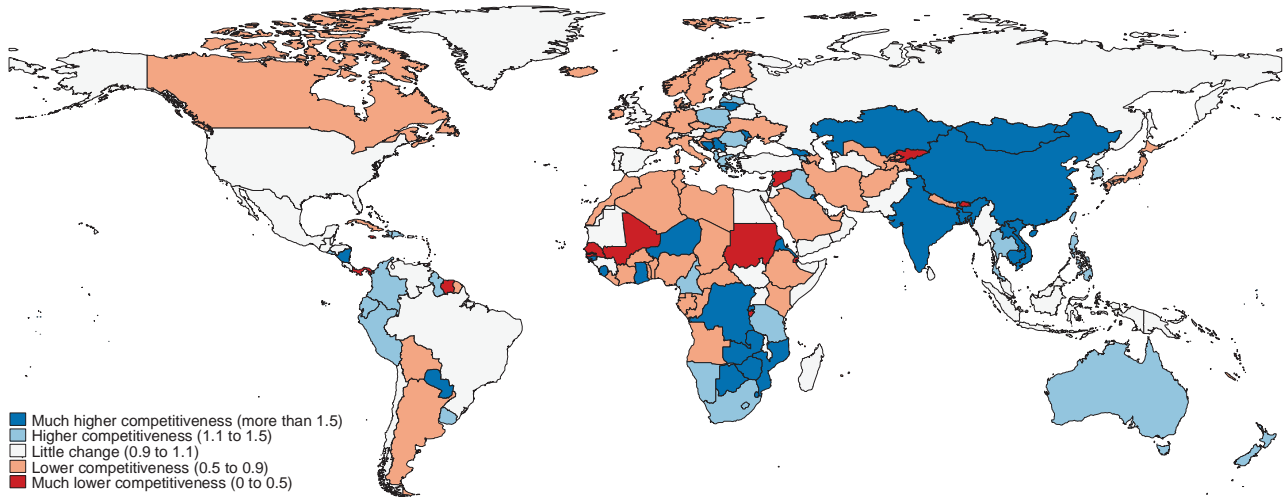 Much higher competitiveness (more than 1.5)
Higher competitiveness (1.1 to 1.5)
Little change (0.9 to 1.1)
Lower competitiveness (0.5 to 0.9)
Much lower competitiveness (0 to 0.5)